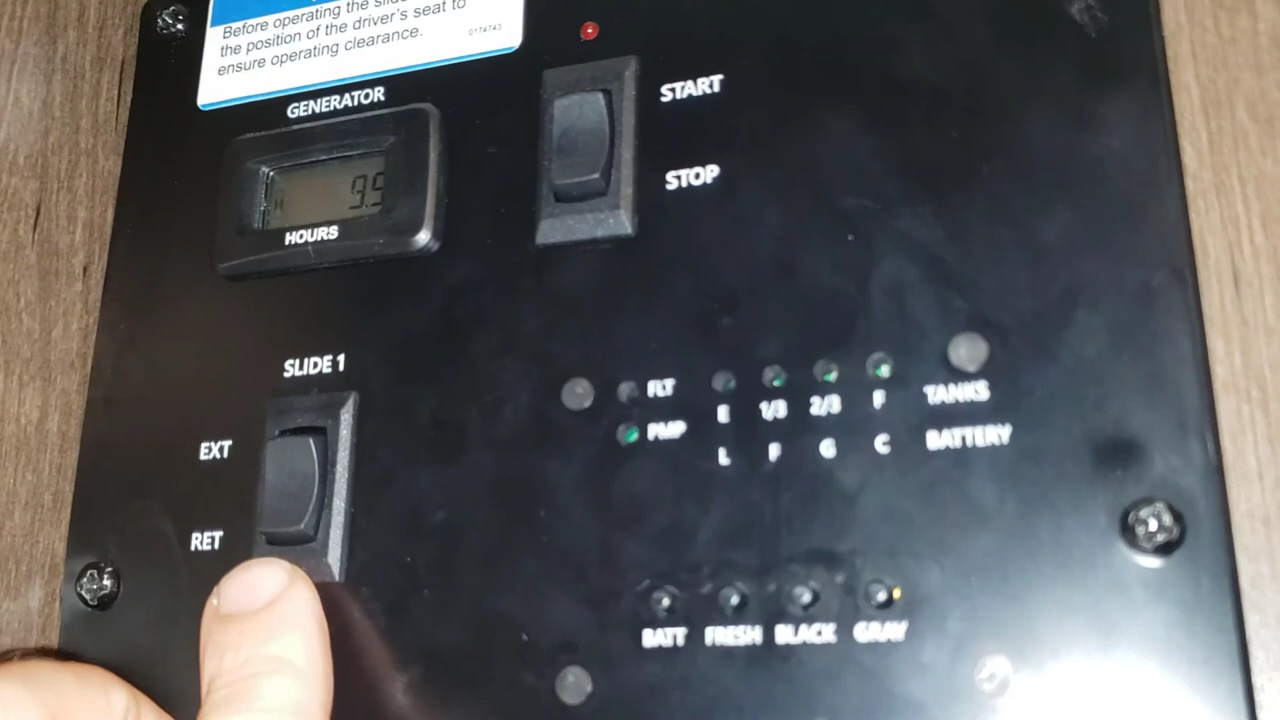 Before operating the slide
the position of the driver's seat to
ensure operating clearance.
0174743
GENERATOR
9.9
HOURS
START
STOP
SLIDE 1
EXT
RET
FLT
PMP
E 1/3 2/3 F TANKS
L F G C BATTERY
BATT FRESH BLACK GRAY